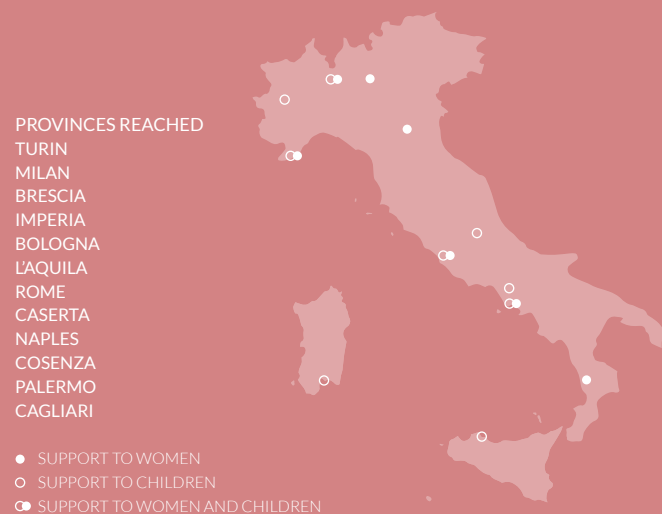 PROVINCES REACHED
TURIN
MILAN
BRESCIA
IMPERIA
BOLOGNA
L'AQUILA
ROME
CASERTA
NAPLES
COSENZA
PALERMO
CAGLIARI
SUPPORT TO WOMEN
SUPPORT TO CHILDREN
SUPPORT TO WOMEN AND CHILDREN